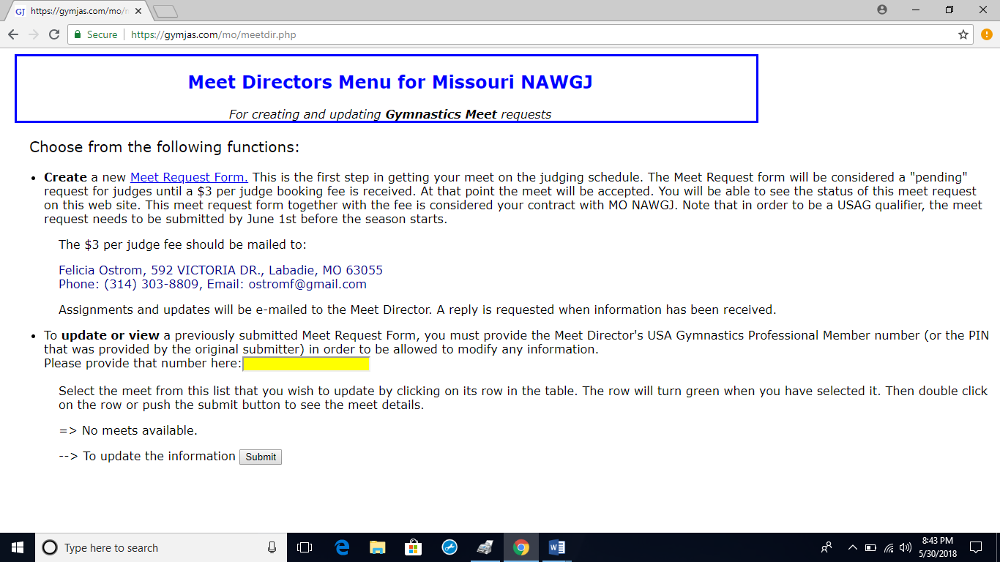 GJ https://gymjas.com/mo/
Secure https://gymjas.com/mo/meetdir.php
Meet Directors Menu for Missouri NAWGJ
For creating and updating Gymnastics Meet requests
Choose from the following functions:
• Create a new Meet Request Form. This is the first step in getting your meet on the judging schedule. The Meet Request form will be considered a "pending"
request for judges until a $3 per judge booking fee is received. At that point the meet will be accepted. You will be able to see the status of this meet request
on this web site. This meet request form together with the fee is considered your contract with MO NAWGJ. Note that in order to be a USAG qualifier, the meet
request needs to be submitted by June 1st before the season starts.
The $3 per judge fee should be mailed to:
Felicia Ostrom, 592 VICTORIA DR., Labadie, MO 63055
Phone: (314) 303-8809, Email: ostromf@gmail.com
Assignments and updates will be e-mailed to the Meet Director. A reply is requested when information has been received.
• To update or view a previously submitted Meet Request Form, you must provide the Meet Director's USA Gymnastics Professional Member number (or the PIN
that was provided by the original submitter) in order to be allowed to modify any information.
Please provide that number here:
Select the meet from this list that you wish to update by clicking on its row in the table. The row will turn green when you have selected it. Then double click
on the row or push the submit button to see the meet details.
=> No meets available.
--> To update the information Submit
Type here to search
8:43 PM
5/30/2018